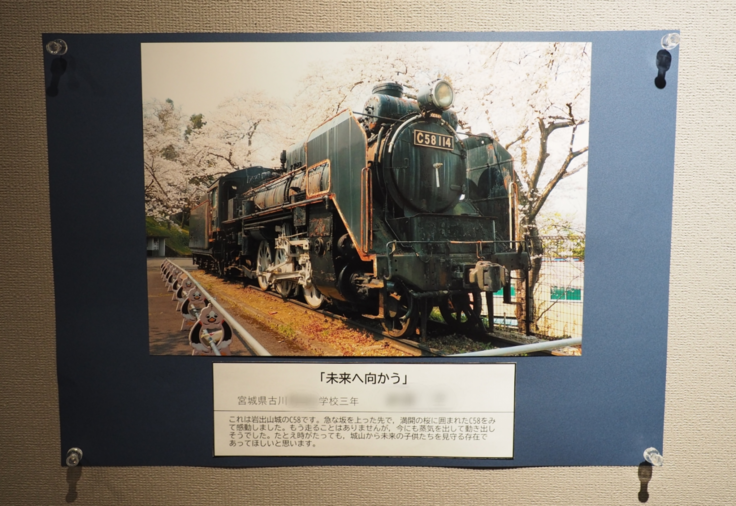 C58114
「未来へ向かう」
宮城県古川 学校三年
これは岩出山城のC58です。急な坂を上った先で、満開の桜に囲まれたC58をみ
て感動しました。もう走ることはありませんが、今にも蒸気を出して動き出し
そうでした。たとえ時がたっても、城山から未来の子供たちを見守る存在で
あってほしいと思います。